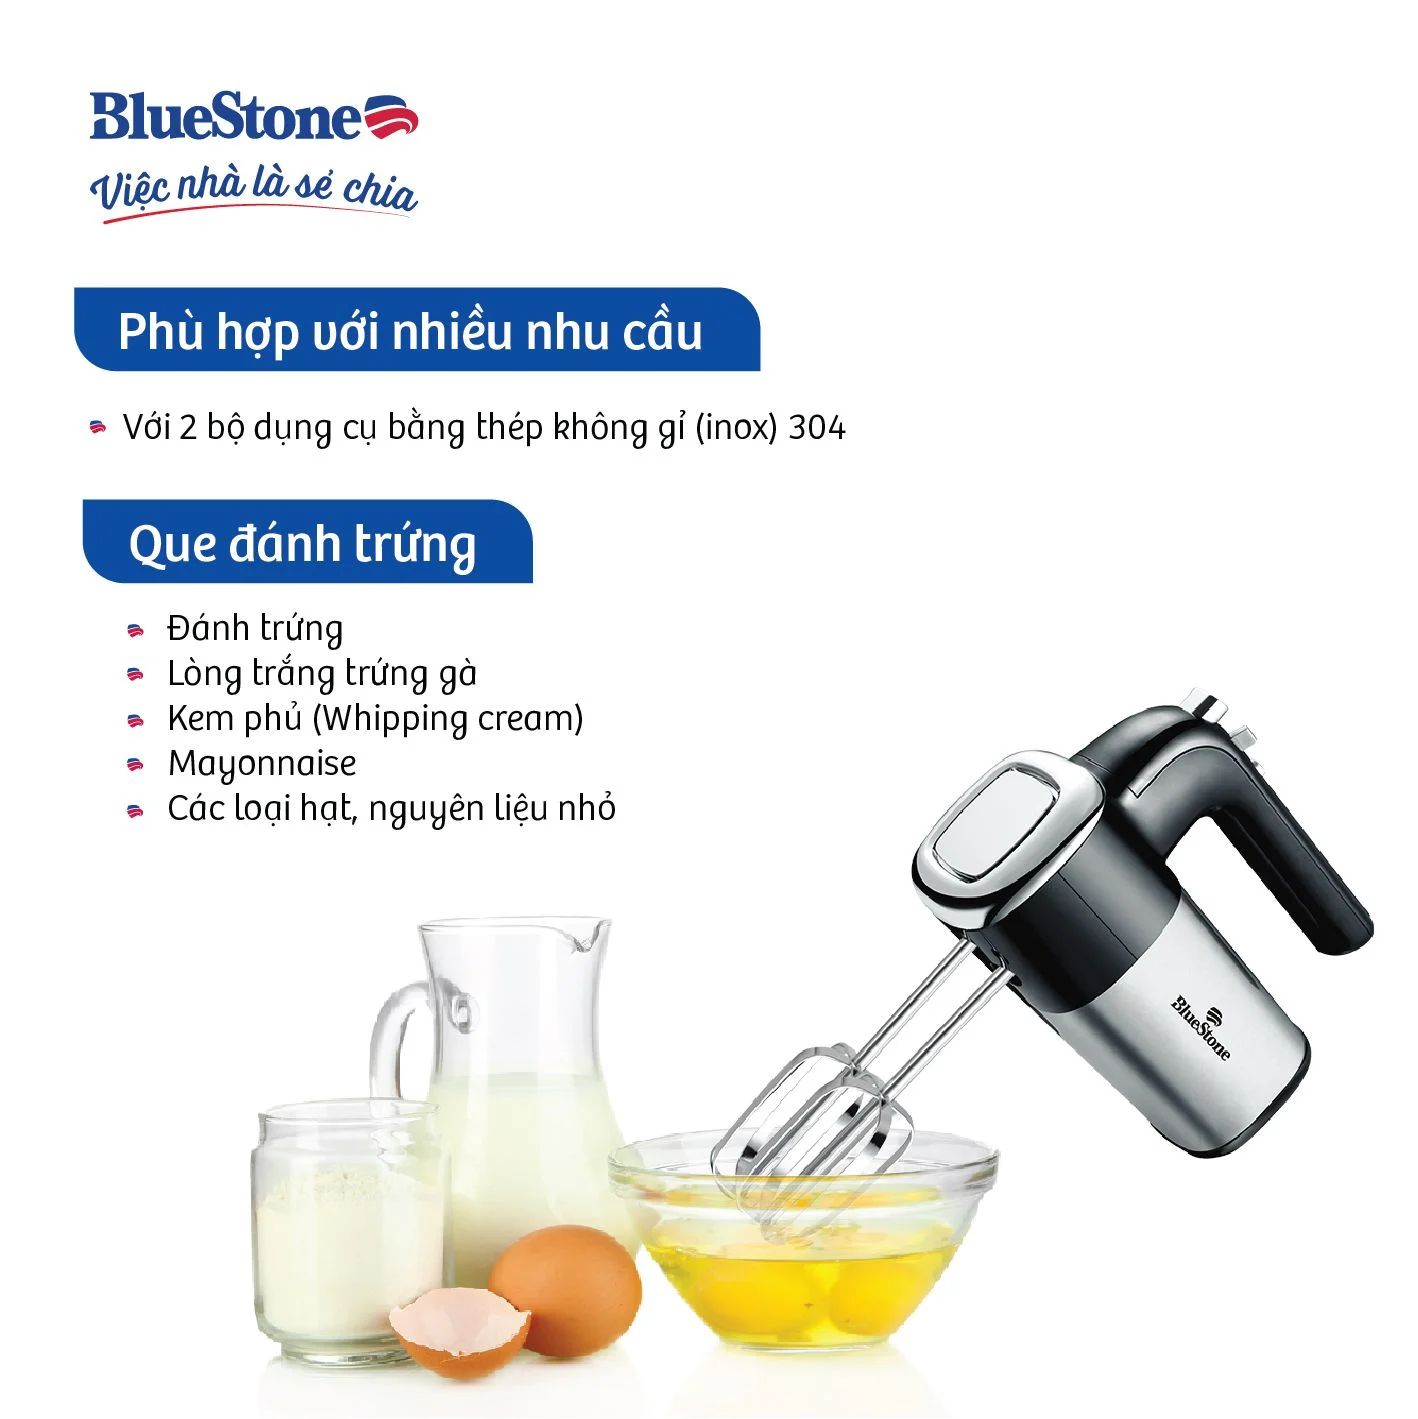 BlueStone
Việc nhà là sẻ chia
Phù hợp với nhiều nhu cầu
Với 2 bộ dụng cụ bằng thép không gỉ (inox) 304
Que đánh trứng
Đánh trứng
Lòng trắng trứng gà
Kem phủ (Whipping cream)
Mayonnaise
Các loại hạt, nguyên liệu nhỏ
BlueStone